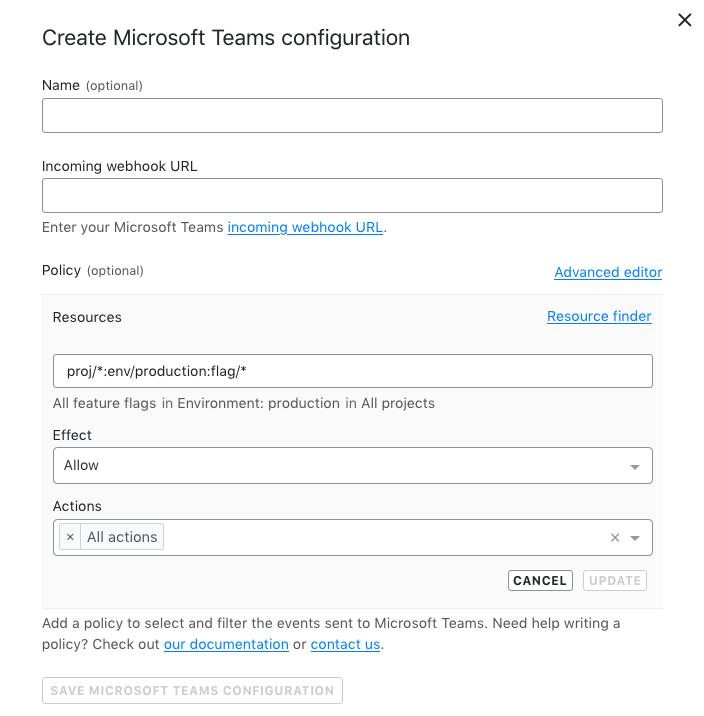 Create Microsoft Teams configuration
Name (optional)
Incoming webhook URL
Enter your Microsoft Teams incoming webhook URL.
Policy (optional)
Advanced editor
Resources
Resource finder
proj/*:env/production:flag/*
All feature flags in Environment: production in All projects
Effect
Allow
Actions
× All actions
CANCEL UPDATE
Add a policy to select and filter the events sent to Microsoft Teams. Need help writing a
policy? Check out our documentation or contact us.
SAVE MICROSOFT TEAMS CONFIGURATION